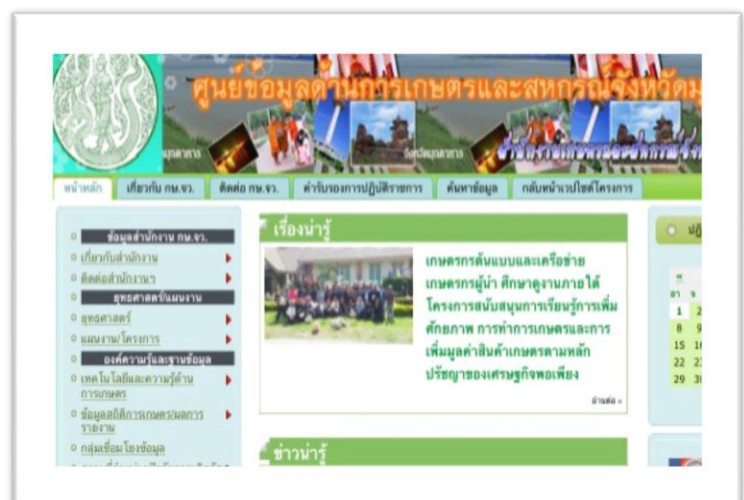 ศูนย์ข้อมูลด้านการเกษตรและสหกรณ์จังหวัดมุ
หน้าหลัก เกี่ยวกับ กษ.จว. ติดต่อ กษ.จว. คำรับรองการปฏิบัติราชการ ค้นหาข้อมูล กลับหน้าเวปไซต์โครงการ
ข้อมูลสำนักงาน กษ.จว.
เกี่ยวกับสำนักงาน
ติดต่อสำนักงานฯ
ยุทธศาสตร์/แผนงาน
ยุทธศาสตร์
แผนงาน/โครงการ
องค์ความรู้และฐานข้อมูล
เทคโนโลยีและความรู้ด้าน
การเกษตร
ข้อมูลสถิติการเกษตร/ผลการ
รายงาน
กลุ่มเชื่อมโยงข้อมูล
เรื่องน่ารู้
เกษตรกรต้นแบบและเครือข่าย
เกษตรกรผู้นำ ศึกษาดูงานภายใต้
โครงการสนับสนุนการเรียนรู้การเพิ่ม
ศักยภาพ การทำการเกษตรและการ
เพิ่มมูลค่าสินค้าเกษตรตามหลัก
ปรัชญาของเศรษฐกิจพอเพียง
อ่านต่อ »
ข่าวน่ารู้
ปฏิ
«
อา จ
1 2
8 9
15 16
22 23
29 30